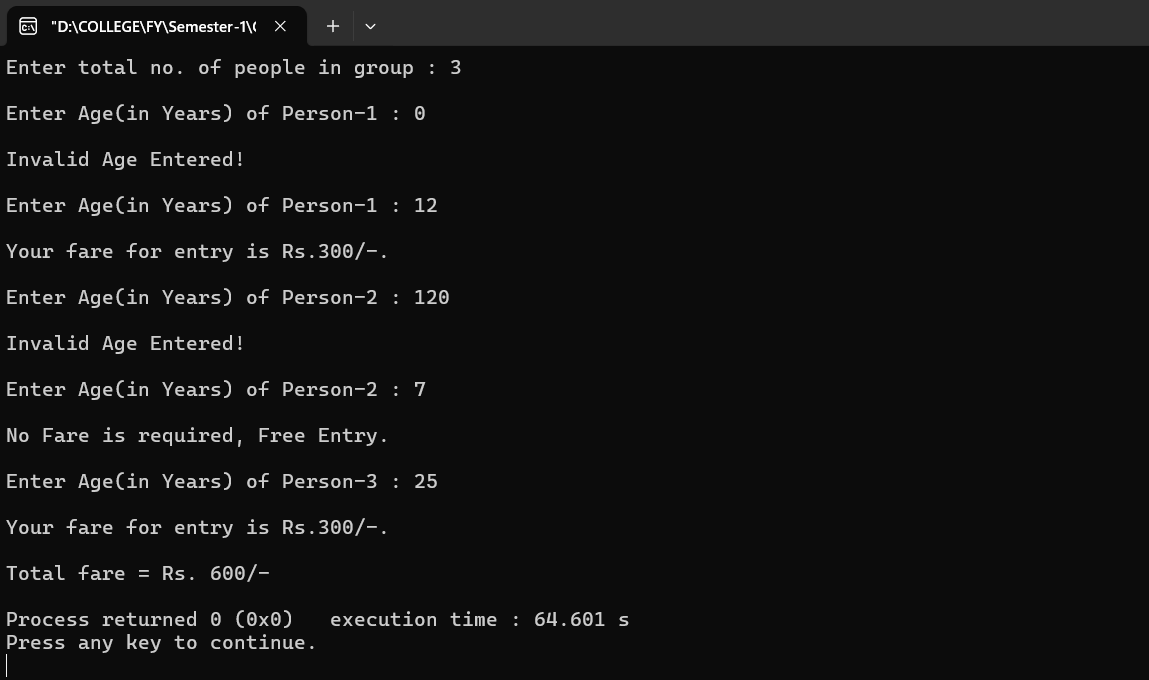 "D:\COLLEGE\FY\Semester-1\
Enter total no. of people in group : 3
Enter Age(in Years) of Person-1 : 0
Invalid Age Entered!
Enter Age(in Years) of Person-1 : 12
Your fare for entry is Rs.300/-.
Enter Age(in Years) of Person-2 : 120
Invalid Age Entered!
Enter Age(in Years) of Person-2 : 7
No Fare is required, Free Entry.
Enter Age(in Years) of Person-3 : 25
Your fare for entry is Rs.300/-.
Total fare = Rs. 600/-
Process returned 0 (0x0)   execution time : 64.601 s
Press any key to continue.